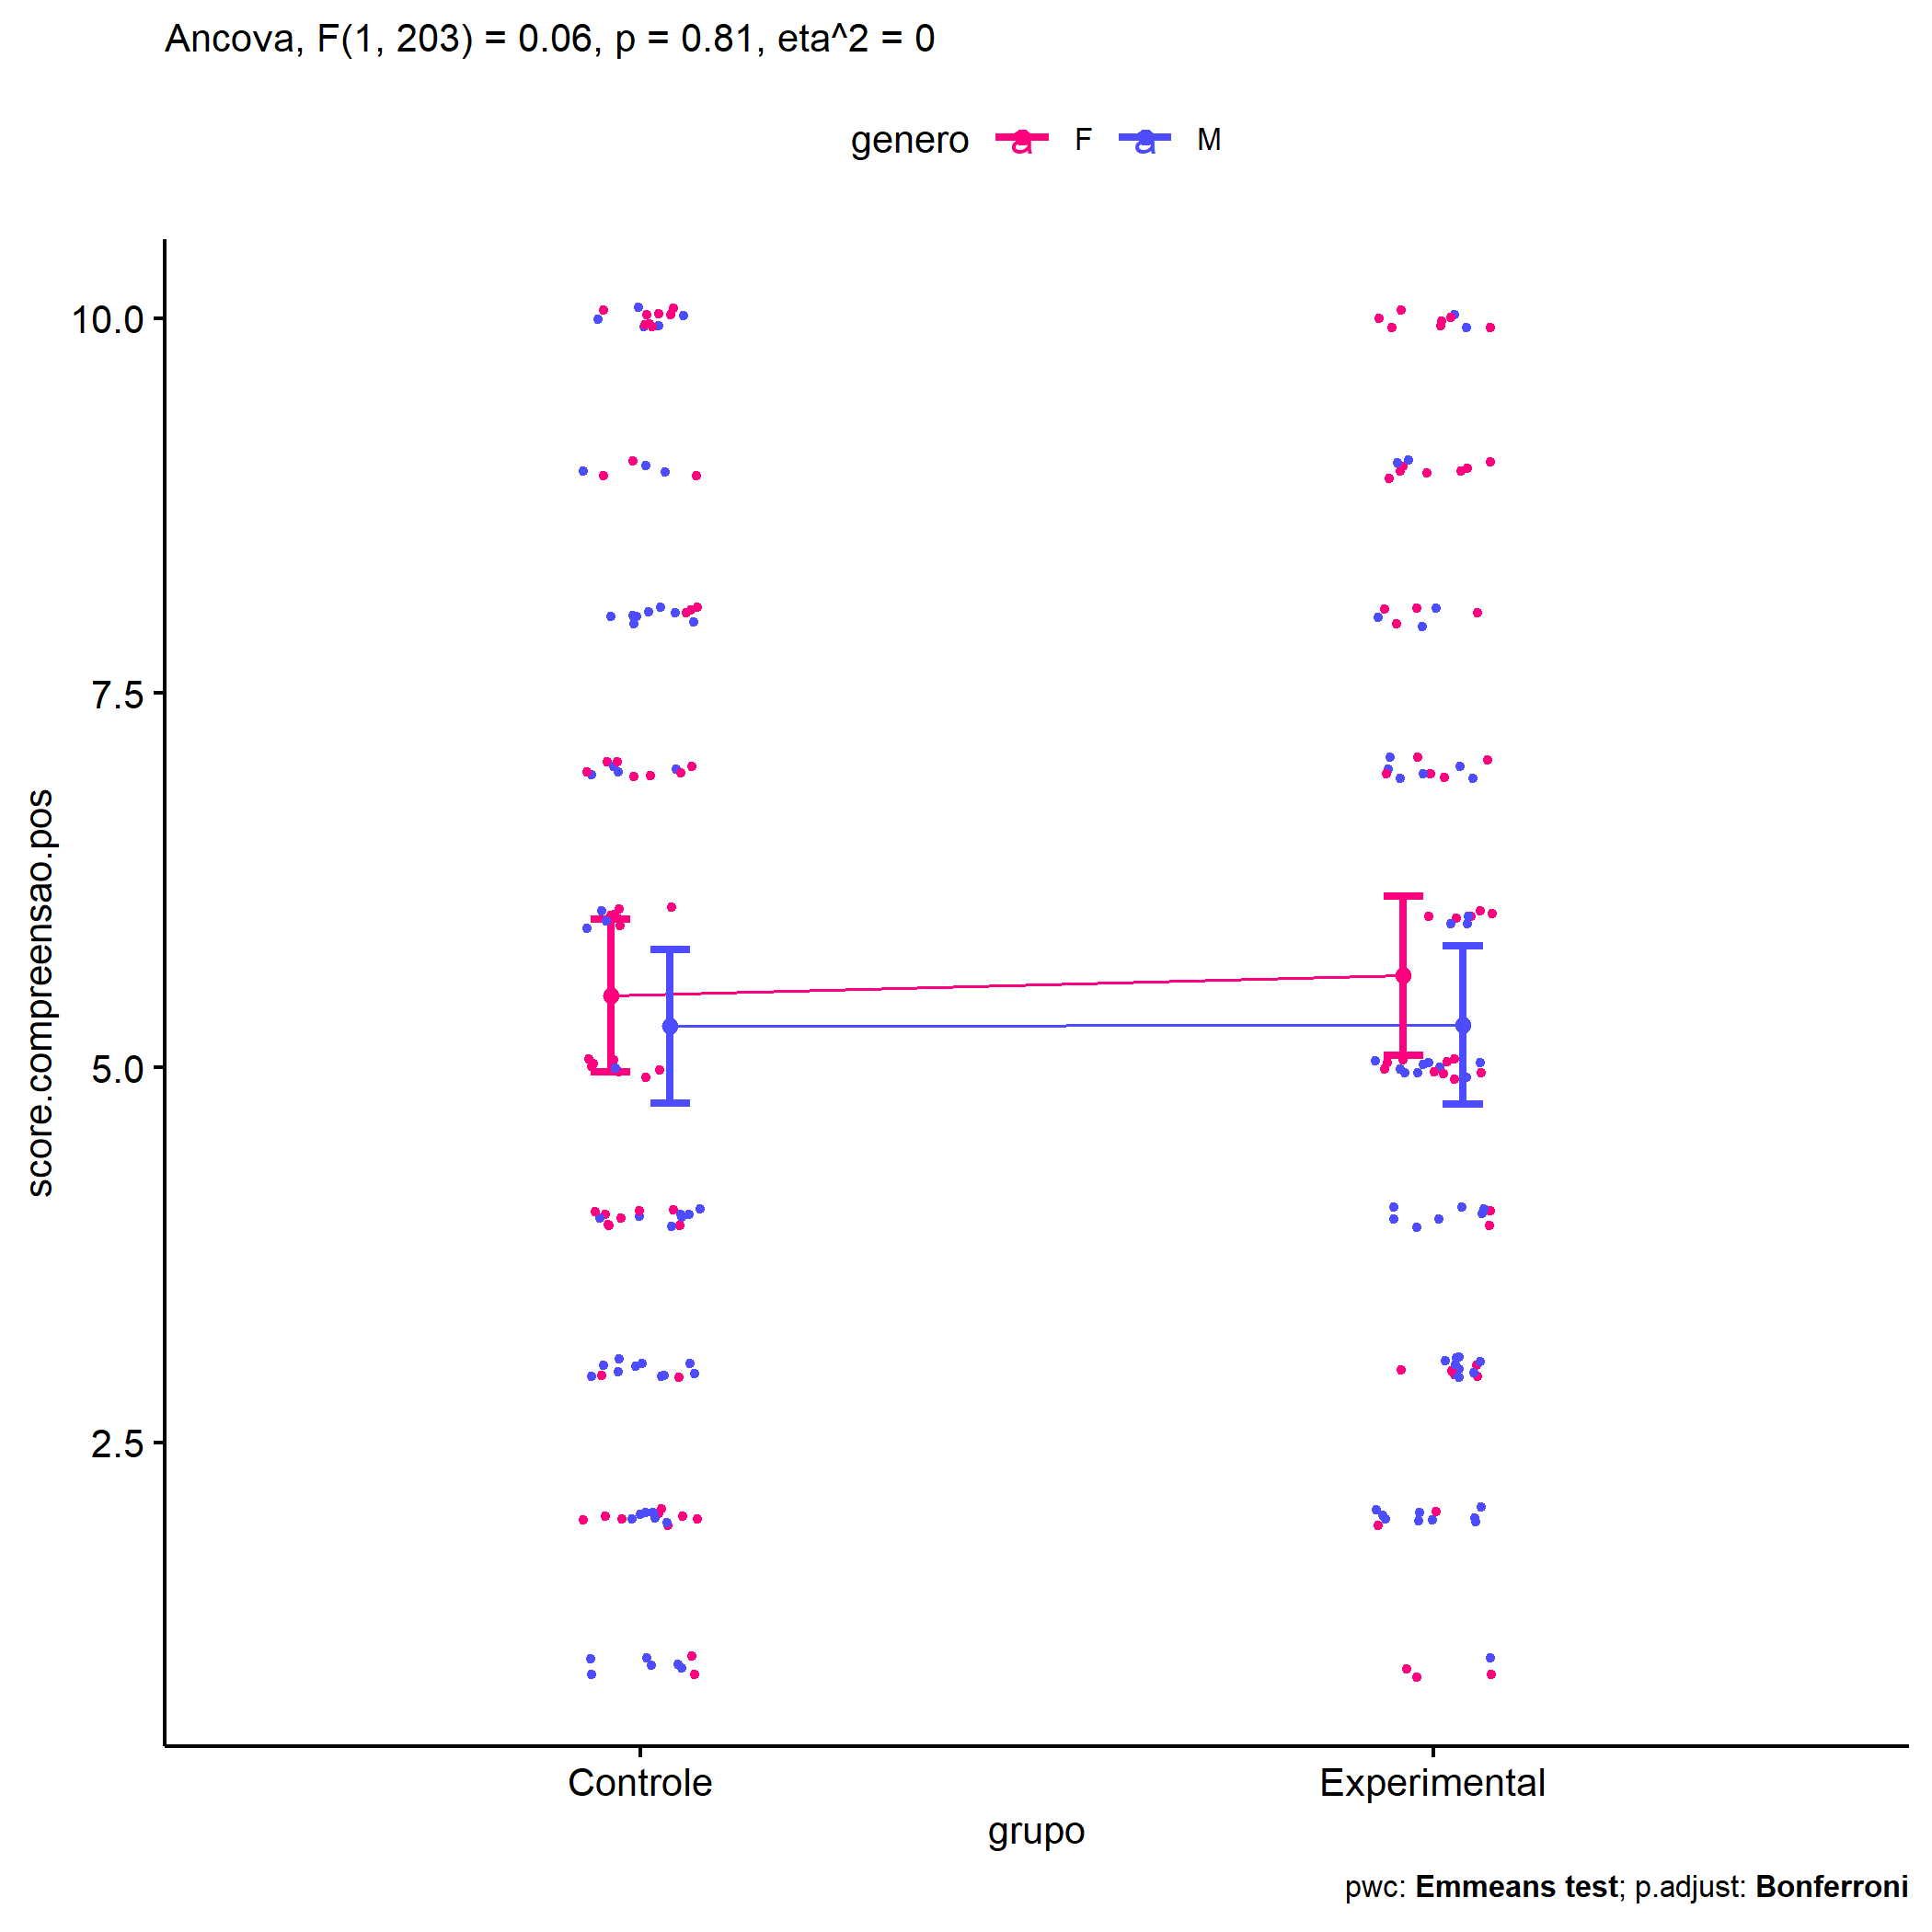 Ancova, F(1, 203) = 0.06, p = 0.81, eta^2 = 0
genero a F a M
10.0
7.5
5.0
2.5
score.compreensao.pos
Controle Experimental
grupo
pwc: Emmeans test; p.adjust: Bonferroni